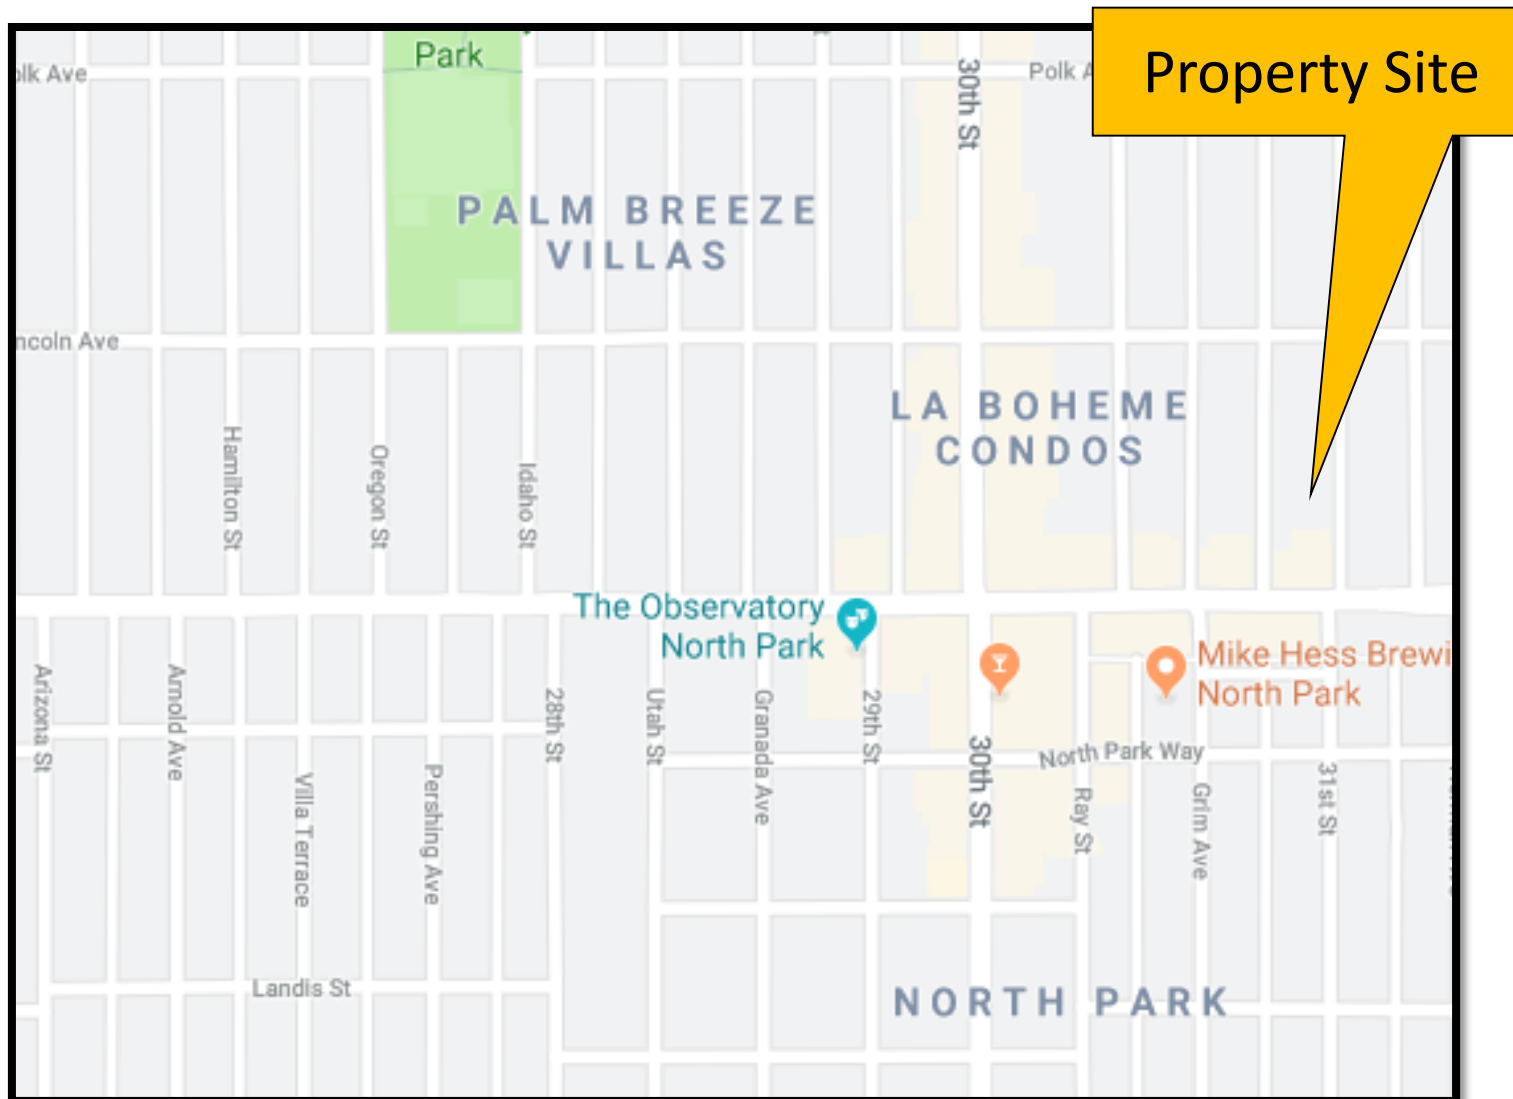 Property Site
Park
olk Ave
Polk A
30th St
PALM BREEZE
VILLAS
ncoln Ave
LA BOHEME
CONDOS
Hamilton St
Oregon St
Idaho St
The Observatory
North Park
Mike Hess Brewi
North Park
Arizona St
Arnold Ave
28th St
Utah St
Granada Ave
29th St
30th St
North Park Way
Villa Terrace
Pershing Ave
Ray St
Grim Ave
31st St
Landis St
NORTH PARK